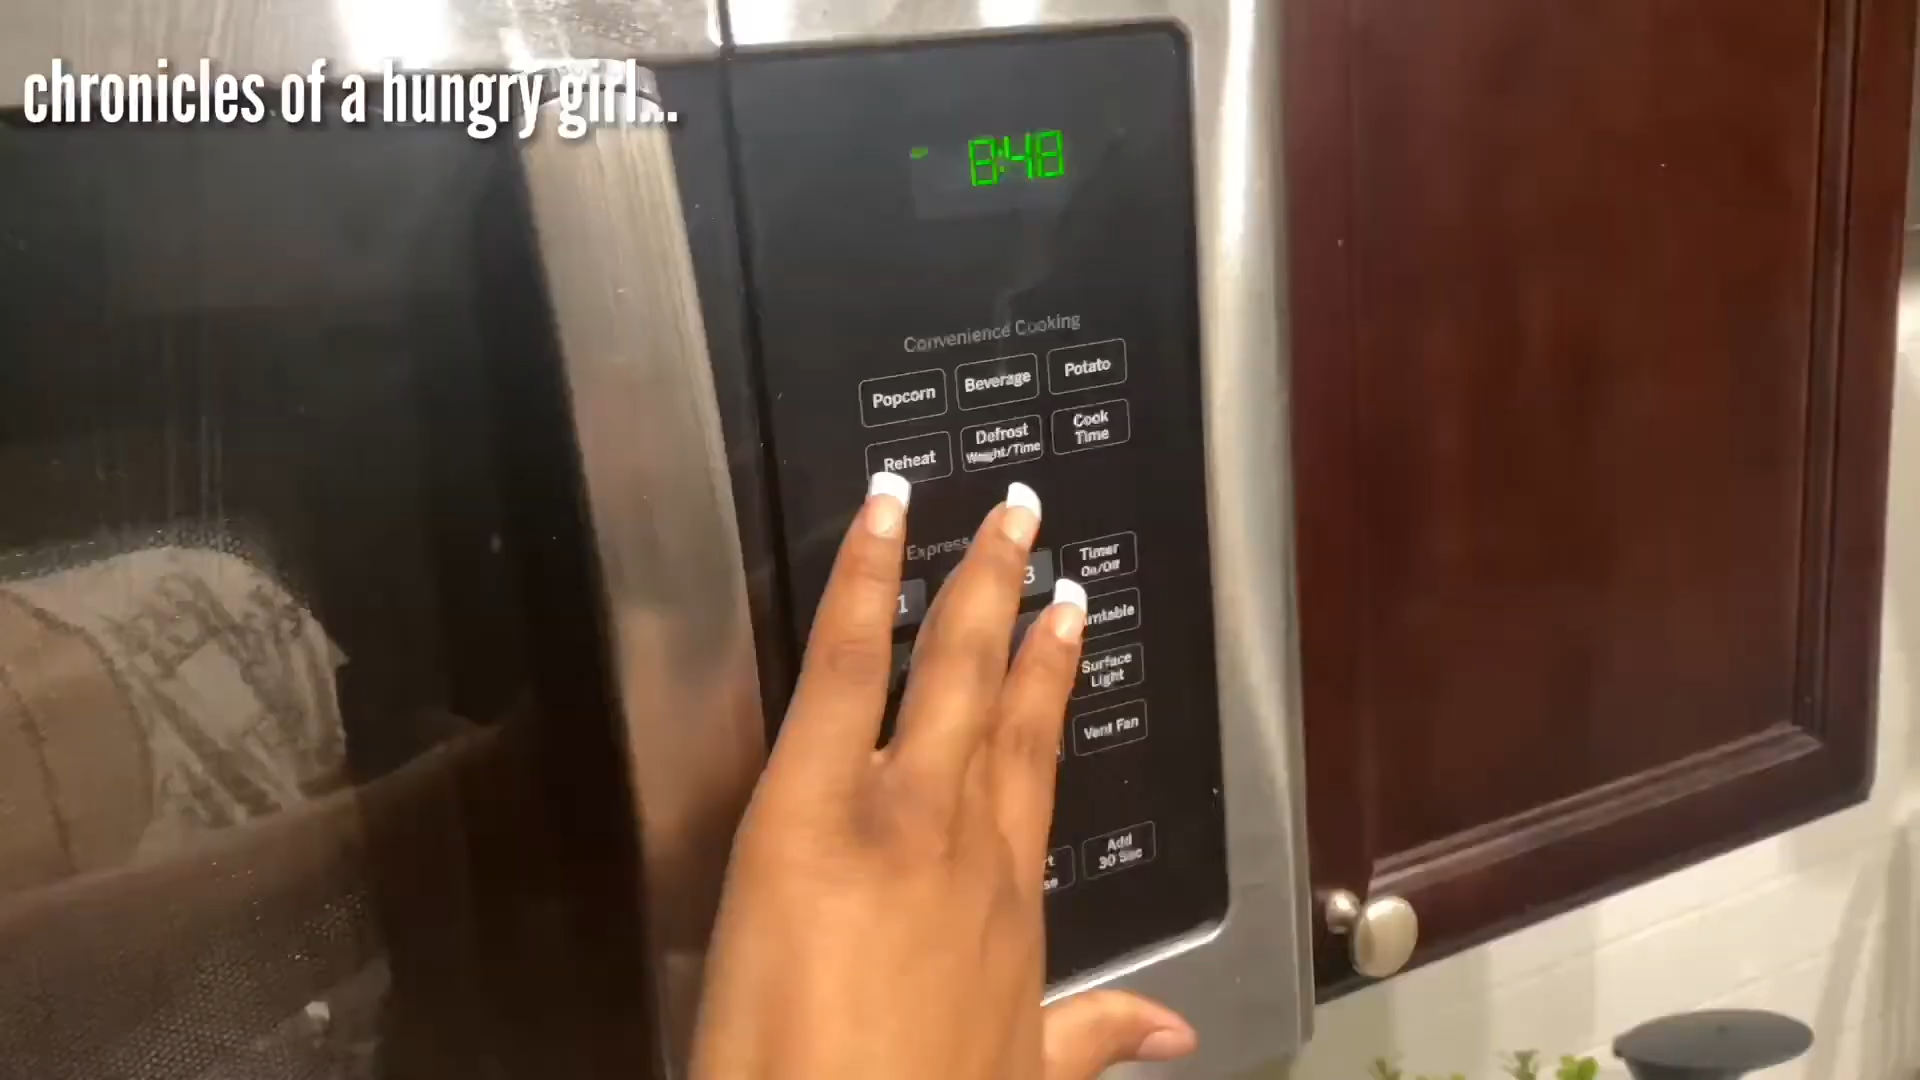 chronicles of a hungry girl...
8:48
Convenience Cooking
Popcorn
Beverage
Potato
Reheat
Defrost
Weight/Time
Cook
Time
Express
1
3
Timer
On/Off
Surface
Light
Vent Fan
Add
30 Sec